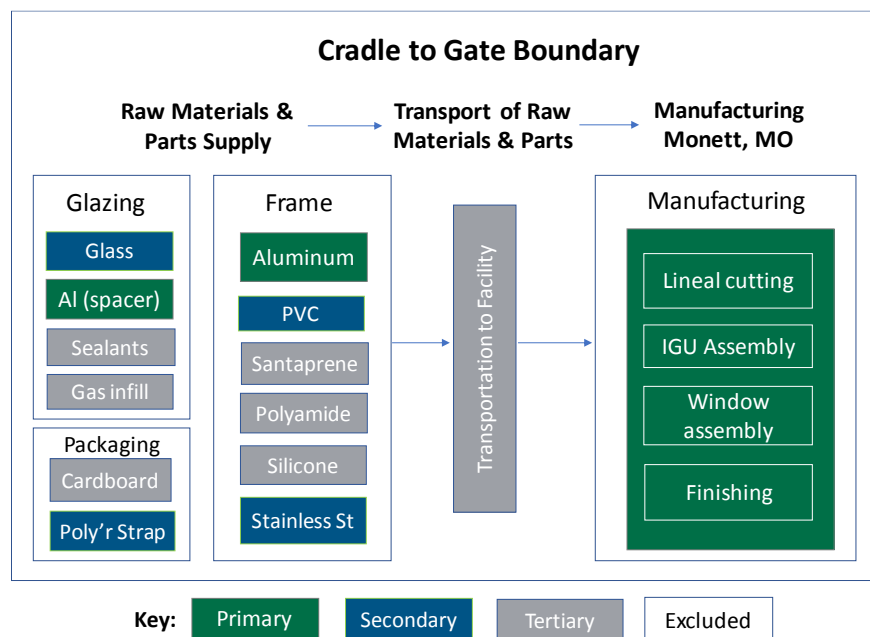 Cradle to Gate Boundary
Raw Materials &
Parts Supply
Transport of Raw
Materials & Parts
Manufacturing
Monett, MO
Glazing
Glass
Al (spacer)
Sealants
Gas infill
Packaging
Cardboard
Poly'r Strap
Frame
Aluminum
PVC
Santaprene
Polyamide
Silicone
Stainless St
Transportation to Facility
Manufacturing
Lineal cutting
IGU Assembly
Window
assembly
Finishing
Key:
Primary
Secondary
Tertiary
Excluded